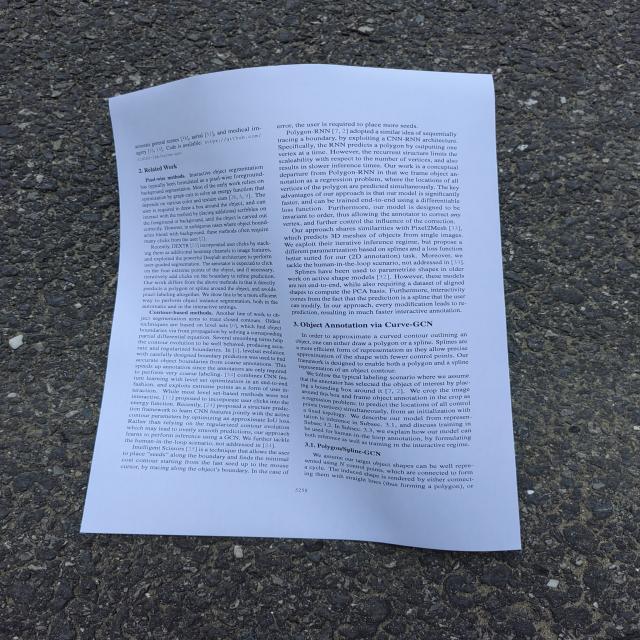 across general scenes [], aerial [], and medical im-
agery []. Code is available: https://github.com/
2. Related Work
Pixel-wise methods. Interactive object segmentation
has typically been formulated as a pixel-wise foreground-
background segmentation. Most of the early work relies on
optimization by graph-cuts to solve an energy function that
depends on various color and texture cues []. The
user is required to draw a box around the object, and can
interact with the method by placing additional scribbles on
the foreground or background, until the object is carved out
correctly. However, in ambiguous cases where object bound-
aries blend with background, these methods often require
many clicks from the user [].
Recently, DEXTR [] incorporated user clicks by stack-
ing them as additional heatmap channels to image features,
and exploited the powerful Deeplab architecture to perform
user-guided segmentation. The annotator is expected to click
on the four extreme points of the object, and if necessary,
iteratively add clicks on the boundary to refine prediction.
Our work differs from the above methods in that it directly
predicts a polygon or spline around the object, and avoids
pixel-labeling altogether. We show this to be a more efficient
way to perform object instance segmentation, both in the
automatic and in the interactive settings.
Contour-based methods. Another line of work to ob-
ject segmentation aims to trace closed contours. Oldest
techniques are based on level sets [], which find object
boundaries via front propagation by solving a corresponding
partial differential equation. Several smoothing terms help
the contour evolution to be well behaved, producing accu-
rate and regularized boundaries. [] levelset evolution
with carefully designed boundary prediction was used to find
accurate object boundaries from coarse annotations. This
speeds up annotation since the annotators are only required
to perform very coarse labeling. [] combines CNN fea-
ture learning with level set optimization in an end-to-end
fashion, and exploits extreme points as a form of user in-
teraction. While most level set-based methods were not
interactive, [] proposed to incorporate user clicks into the
energy function. Recently, [] proposed a structure predic-
tion framework to learn CNN features jointly with the active
contour parameters by optimizing an approximate IoU loss.
Rather than relying on the regularized contour evolution
which may lead to overly smooth predictions, our approach
learns to perform inference using a GCN. We further tackle
the human-in-the-loop scenario, not addressed in [].
Intelligent Scissors [] is a technique that allows the user
to place "seeds" along the boundary and finds the minimal
cost contour starting from the last seed up to the mouse
cursor, by tracing along the object's boundary. In the case of
error, the user is required to place more seeds.
Polygon-RNN [7, 2] adopted a similar idea of sequentially
tracing a boundary, by exploiting a CNN-RNN architecture.
Specifically, the RNN predicts a polygon by outputting one
vertex at a time. However, the recurrent structure limits the
scaleability with respect to the number of vertices, and also
results in slower inference times. Our work is a conceptual
departure from Polygon-RNN in that we frame object an-
notation as a regression problem, where the locations of all
vertices of the polygon are predicted simultaneously. The key
advantages of our approach is that our model is significantly
faster, and can be trained end-to-end using a differentiable
loss function. Furthermore, our model is designed to be
invariant to order, thus allowing the annotator to correct any
vertex, and further control the influence of the correction.
Our approach shares similarities with Pixel2Mesh [],
which predicts 3D meshes of objects from single images.
We exploit their iterative inference regime, but propose a
different parametrization based on splines and a loss function
better suited for our (2D annotation) task. Moreover, we
tackle the human-in-the-loop scenario, not addressed in [].
Splines have been used to parametrize shapes in older
work on active shape models []. However, these models
are not end-to-end, while also requiring a dataset of aligned
shapes to compute the PCA basis. Furthermore, interactivity
comes from the fact that the prediction is a spline that the user
can modify. In our approach, every modification leads to re-
prediction, resulting in much faster interactive annotation.
3. Object Annotation via Curve-GCN
In order to approximate a curved contour outlining an
object, one can either draw a polygon or a spline. Splines are
a more efficient form of representation as they allow precise
approximation of the shape with fewer control points. Our
framework is designed to enable both a polygon and a spline
representation of an object contour.
We follow the typical labeling scenario where we assume
that the annotator has selected the object of interest by plac-
ing a bounding box around it [7, 2]. We crop the image
around this box and frame object annotation in the crop as
a regression problem; to predict the locations of all control
points (vertices) simultaneously, from an initialization with
a fixed topology. We describe our model from represen-
tation to inference in Subsec. 3.1, and discuss training in
Subsec. 3.2. In Subsec. 3.3, we explain how our model can
be used for human-in-the-loop annotation, by formulating
both inference as well as training in the interactive regime.
3.1. Polygon/Spline-GCN
We assume our target object shapes can be well repre-
sented using N control points, which are connected to form
a cycle. The induced shape is rendered by either connect-
ing them with straight lines (thus forming a polygon), or
5258